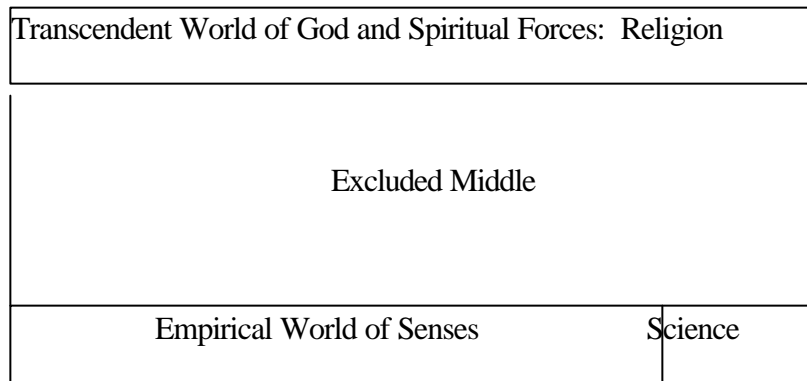 Transcendent World of God and Spiritual Forces: Religion
Excluded Middle
Empirical World of Senses Science